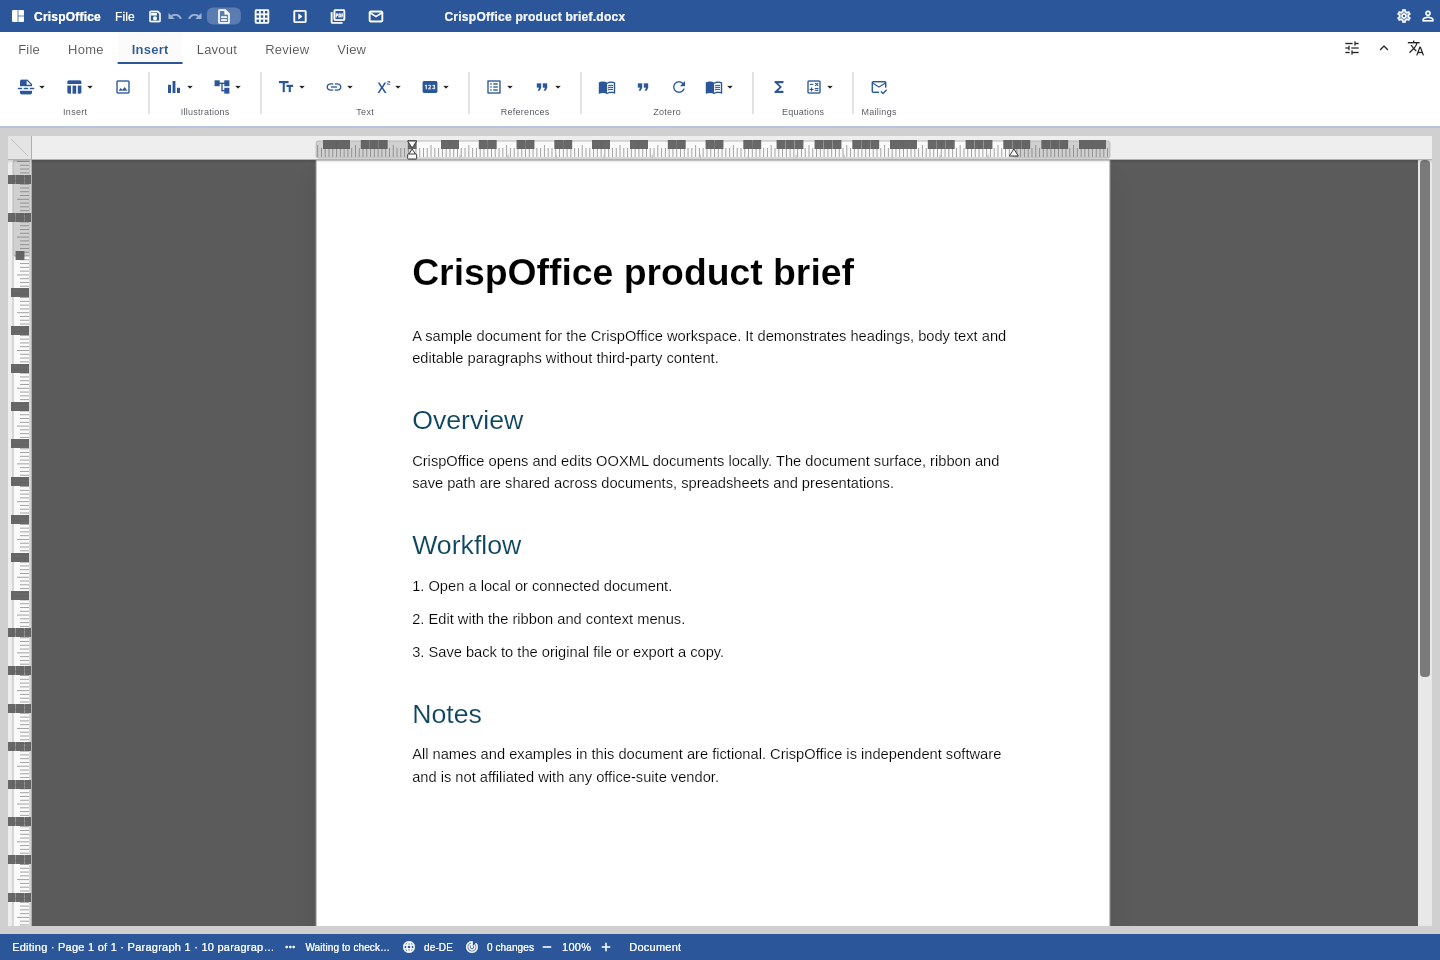 CrispOffice File CrispOffice product brief.docx
File Home Insert Layout Review View
Insert Illustrations Text References Zotero Equations Mailings
CrispOffice product brief
A sample document for the CrispOffice workspace. It demonstrates headings, body text and
editable paragraphs without third-party content.
Overview
CrispOffice opens and edits OOXML documents locally. The document surface, ribbon and
save path are shared across documents, spreadsheets and presentations.
Workflow
1. Open a local or connected document.
2. Edit with the ribbon and context menus.
3. Save back to the original file or export a copy.
Notes
All names and examples in this document are fictional. CrispOffice is independent software
and is not affiliated with any office-suite vendor.
Editing · Page 1 of 1 · Paragraph 1 · 10 paragrap… Waiting to check… de-DE 0 changes 100% Document